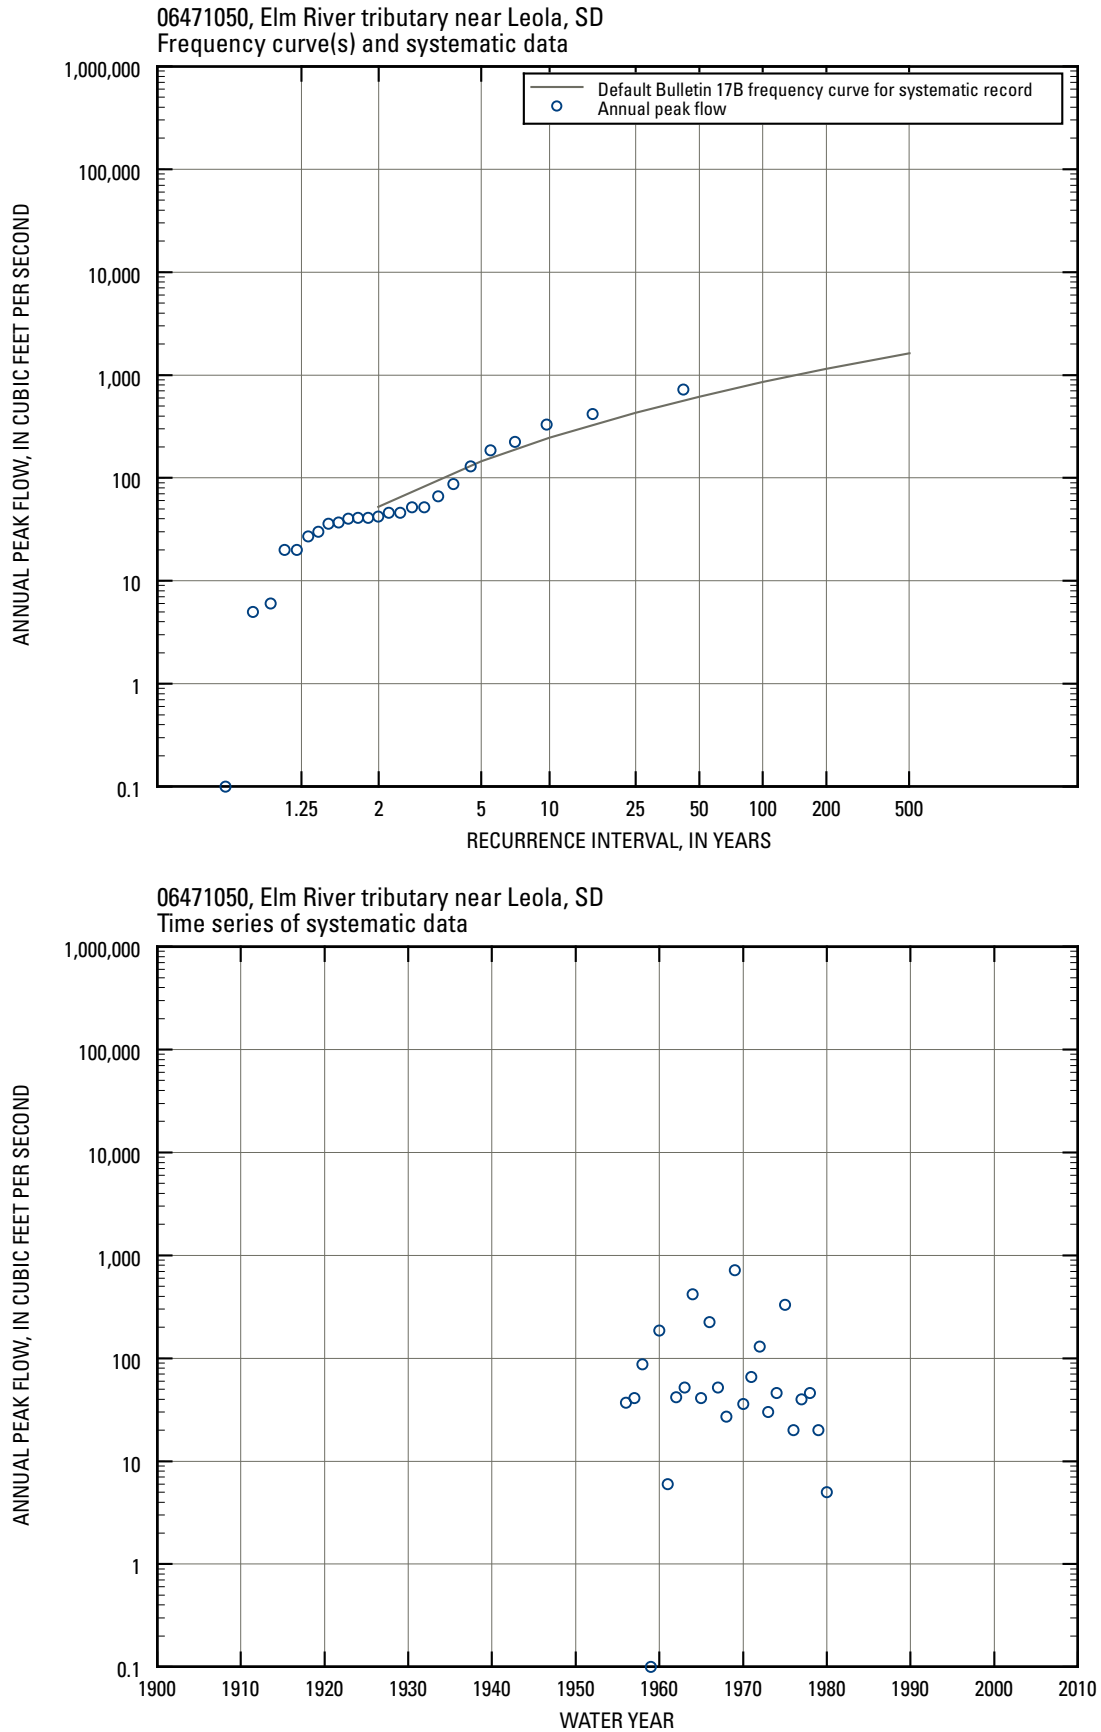 06471050, Elm River tributary near Leola, SD
Frequency curve(s) and systematic data
1,000,000
100,000
10,000
1,000
100
10
1
0.1
ANNUAL PEAK FLOW, IN CUBIC FEET PER SECOND
Default Bulletin 17B frequency curve for systematic record
Annual peak flow
1.25 2 5 10 25 50 100 200 500
RECURRENCE INTERVAL, IN YEARS
06471050, Elm River tributary near Leola, SD
Time series of systematic data
1,000,000
100,000
10,000
1,000
100
10
1
0.1
ANNUAL PEAK FLOW, IN CUBIC FEET PER SECOND
1900 1910 1920 1930 1940 1950 1960 1970 1980 1990 2000 2010
WATER YEAR